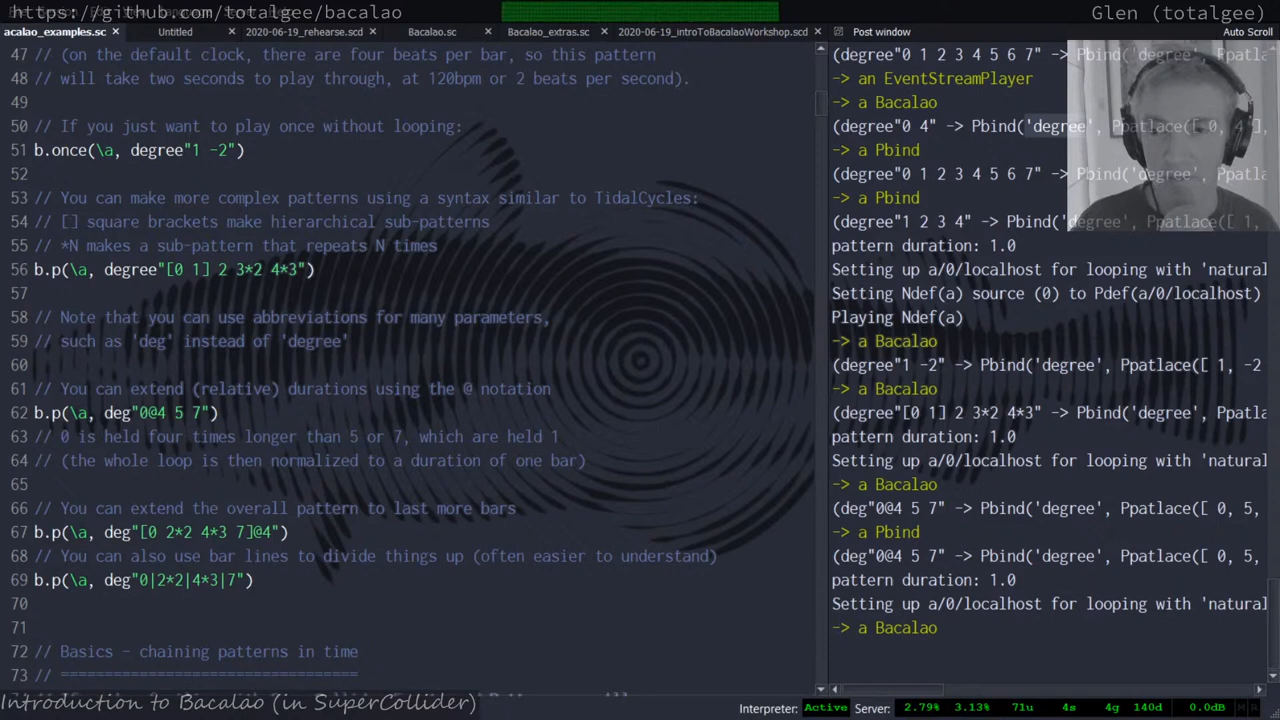 https://github.com/totalgee/bacalao
Glen (totalgee)
acalao_examples.sc
Untitled
2020-06-19_rehearse.scd
Bacalao.sc
Bacalao_extras.sc
2020-06-19_introToBacalaoWorkshop.scd
Post window
Auto Scroll
47 // (on the default clock, there are four beats per bar, so this pattern
48 // will take two seconds to play through, at 120bpm or 2 beats per second).
49
50 // If you just want to play once without looping:
51 b.once(\a, degree"1 -2")
52
53 // You can make more complex patterns using a syntax similar to TidalCycles:
54 // [] square brackets make hierarchical sub-patterns
55 // *N makes a sub-pattern that repeats N times
56 b.p(\a, degree"[0 1] 2 3*2 4*3")
57
58 // Note that you can use abbreviations for many parameters,
59 // such as 'deg' instead of 'degree'
60
61 // You can extend (relative) durations using the @ notation
62 b.p(\a, deg"0@4 5 7")
63 // 0 is held four times longer than 5 or 7, which are held 1
64 // (the whole loop is then normalized to a duration of one bar)
65
66 // You can extend the overall pattern to last more bars
67 b.p(\a, deg"[0 2*2 4*3 7]@4")
68 // You can also use bar lines to divide things up (often easier to understand)
69 b.p(\a, deg"0|2*2|4*3|7")
70
71
72 // Basics - chaining patterns in time
73 // ==================================
(degree"0 1 2 3 4 5 6 7" -> Pbind('degree', Ppatla
-> an EventStreamPlayer
-> a Bacalao
(degree"0 4" -> Pbind('degree', Ppatlace([ 0, 4 ],
-> a Pbind
(degree"0 1 2 3 4 5 6 7" -> Pbind('degree', Ppatla
-> a Pbind
(degree"1 2 3 4" -> Pbind('degree', Ppatlace([ 1,
pattern duration: 1.0
Setting up a/0/localhost for looping with 'natural
Setting Ndef(a) source (0) to Pdef(a/0/localhost)
Playing Ndef(a)
-> a Bacalao
(degree"1 -2" -> Pbind('degree', Ppatlace([ 1, -2
-> a Bacalao
(degree"[0 1] 2 3*2 4*3" -> Pbind('degree', Ppatla
pattern duration: 1.0
Setting up a/0/localhost for looping with 'natural
-> a Bacalao
(deg"0@4 5 7" -> Pbind('degree', Ppatlace([ 0, 5,
-> a Pbind
(deg"0@4 5 7" -> Pbind('degree', Ppatlace([ 0, 5,
pattern duration: 1.0
Setting up a/0/localhost for looping with 'natural
-> a Bacalao
Introduction to Bacalao (in SuperCollider)
Interpreter: Active Server: 2.79% 3.13% 71u 4s 4g 140d 0.0dB M R